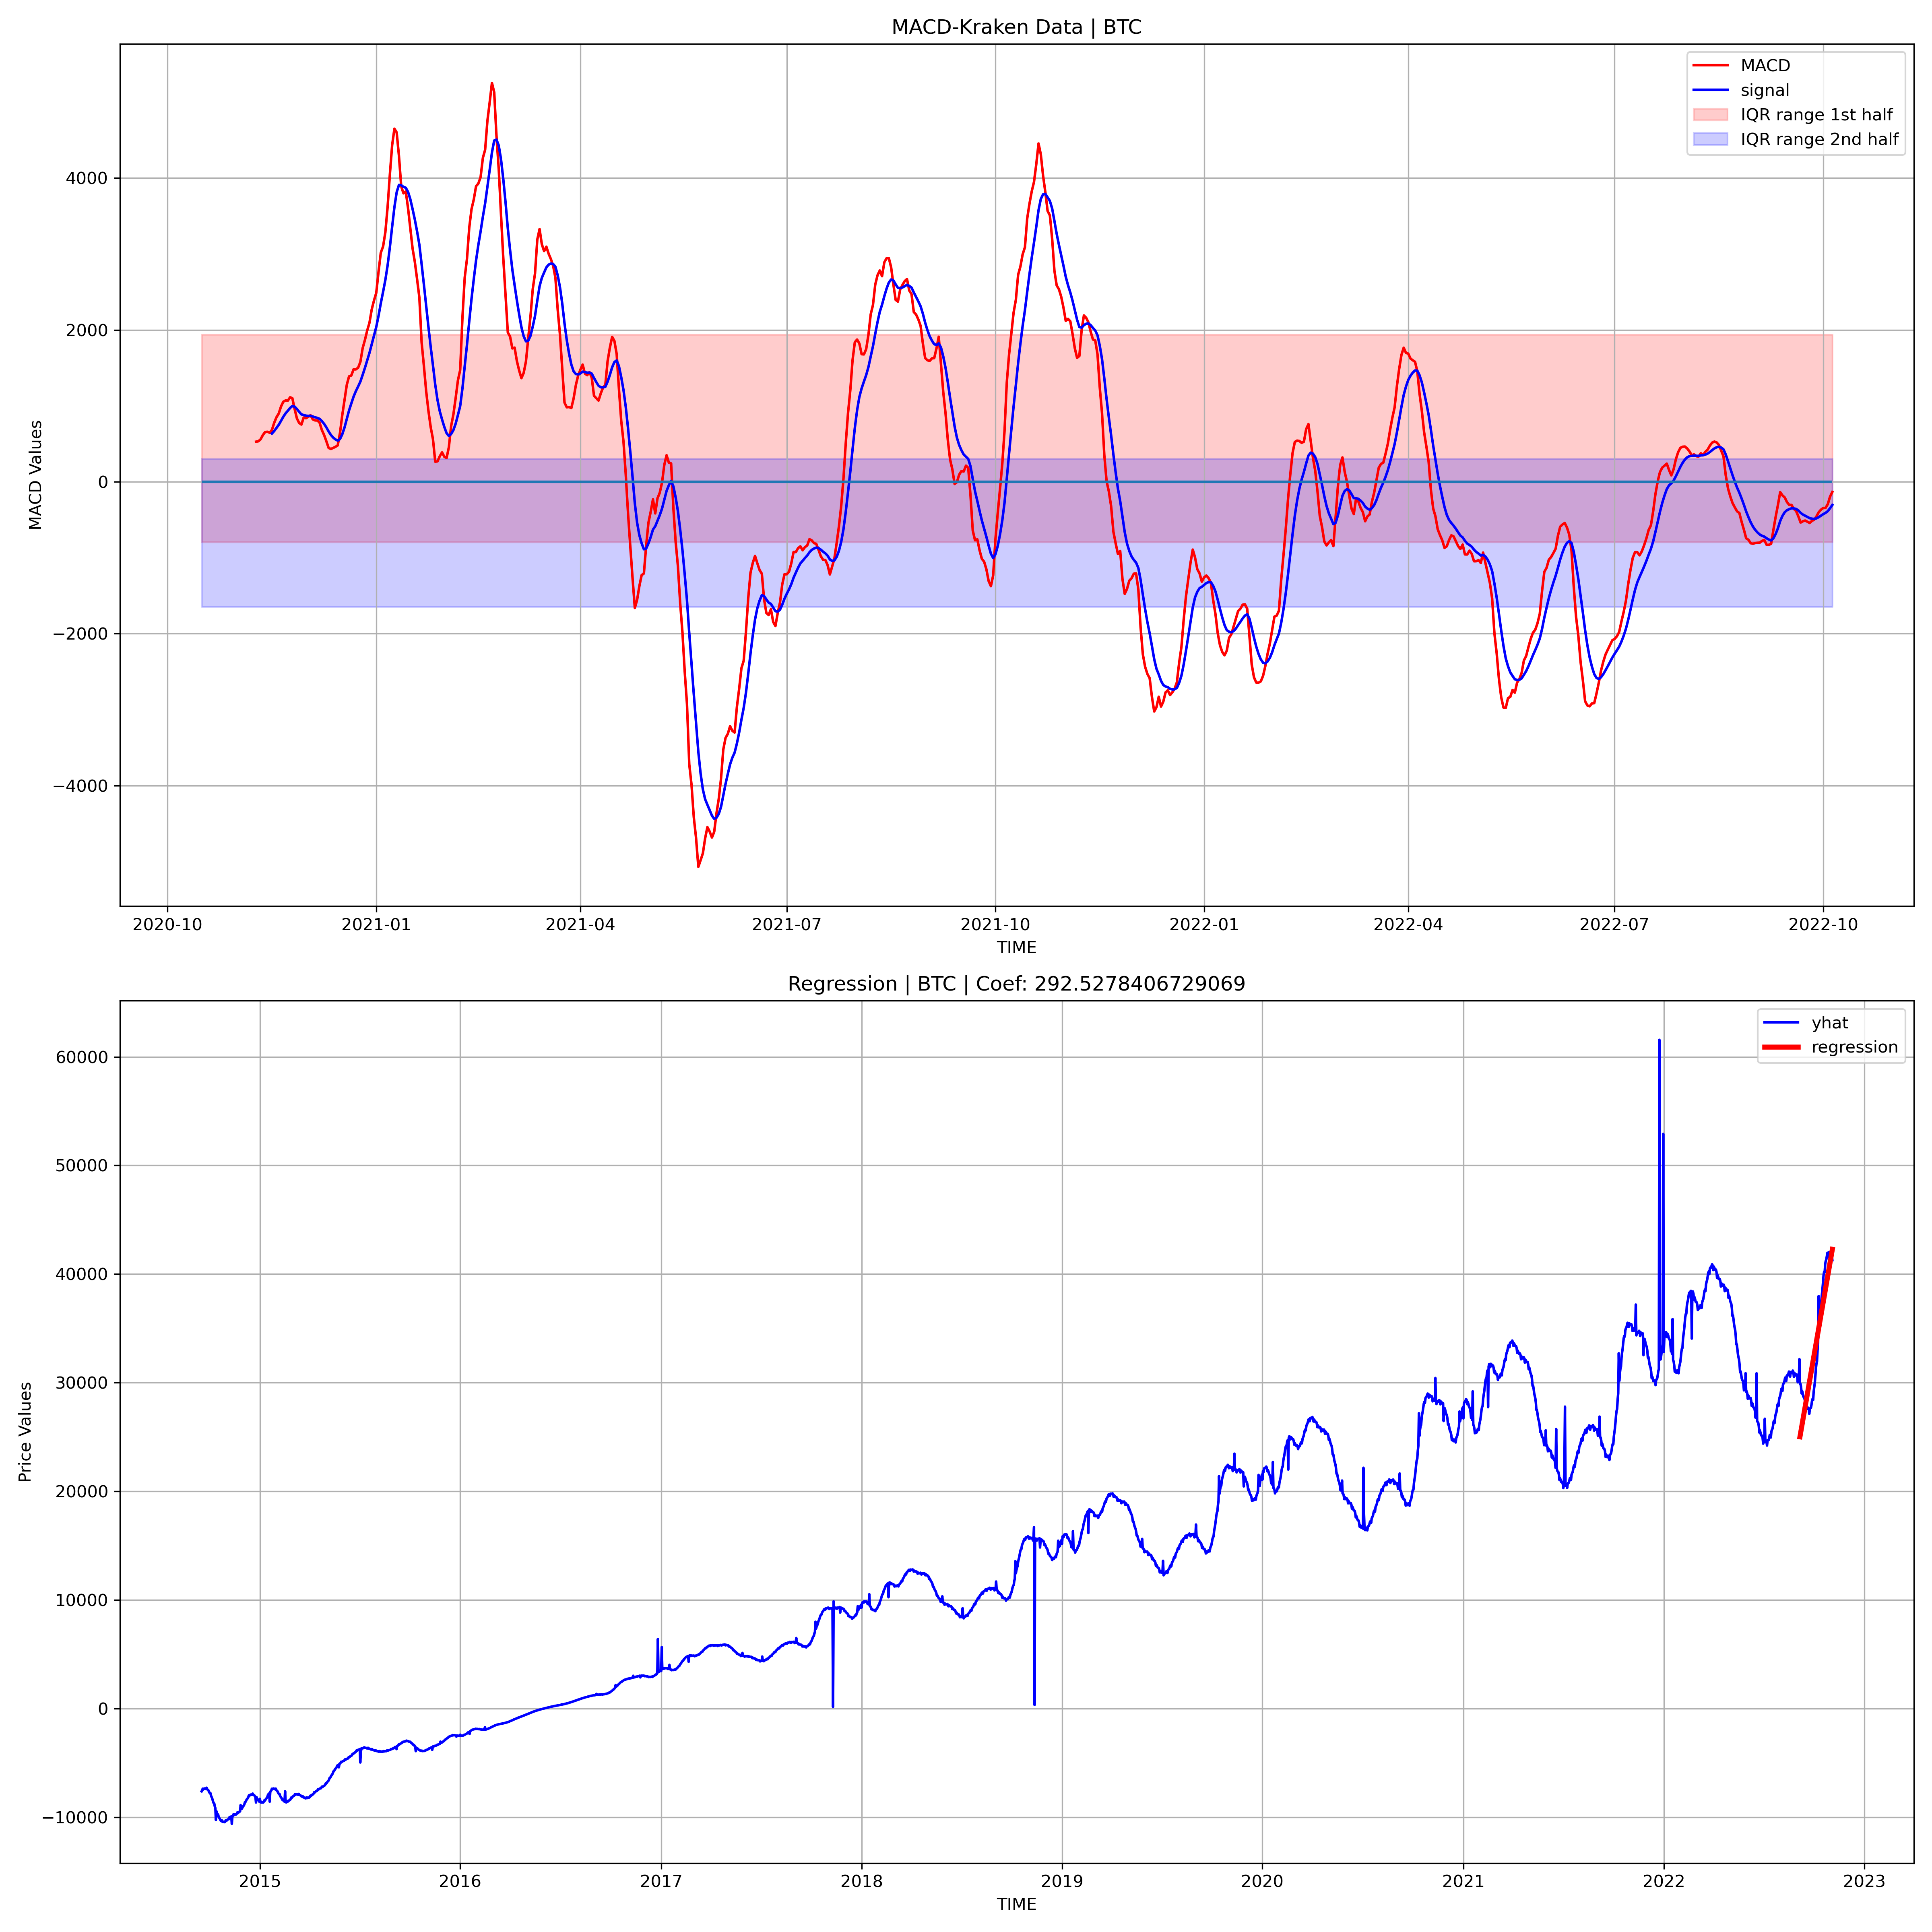 MACD-Kraken Data | BTC
MACD
signal
IQR range 1st half
IQR range 2nd half
MACD Values
4000
2000
0
−2000
−4000
2020-10
2021-01
2021-04
2021-07
2021-10
2022-01
2022-04
2022-07
2022-10
TIME
Regression | BTC | Coef: 292.5278406729069
yhat
regression
Price Values
60000
50000
40000
30000
20000
10000
0
−10000
2015
2016
2017
2018
2019
2020
2021
2022
2023
TIME